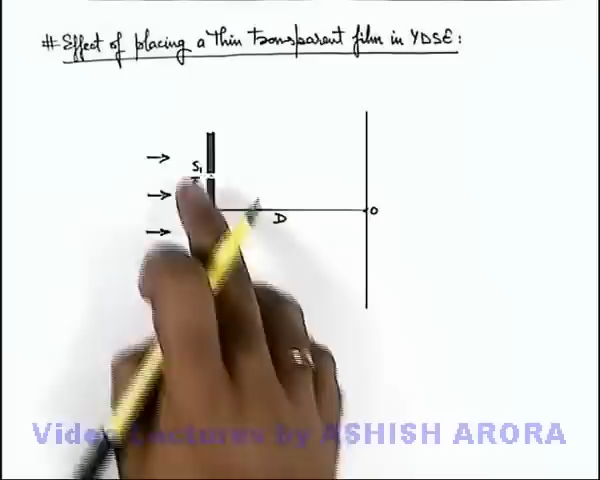 # Effect of placing a thin transparent film in YDSE:
S₁
D
O
Video Lectures by ASHISH ARORA